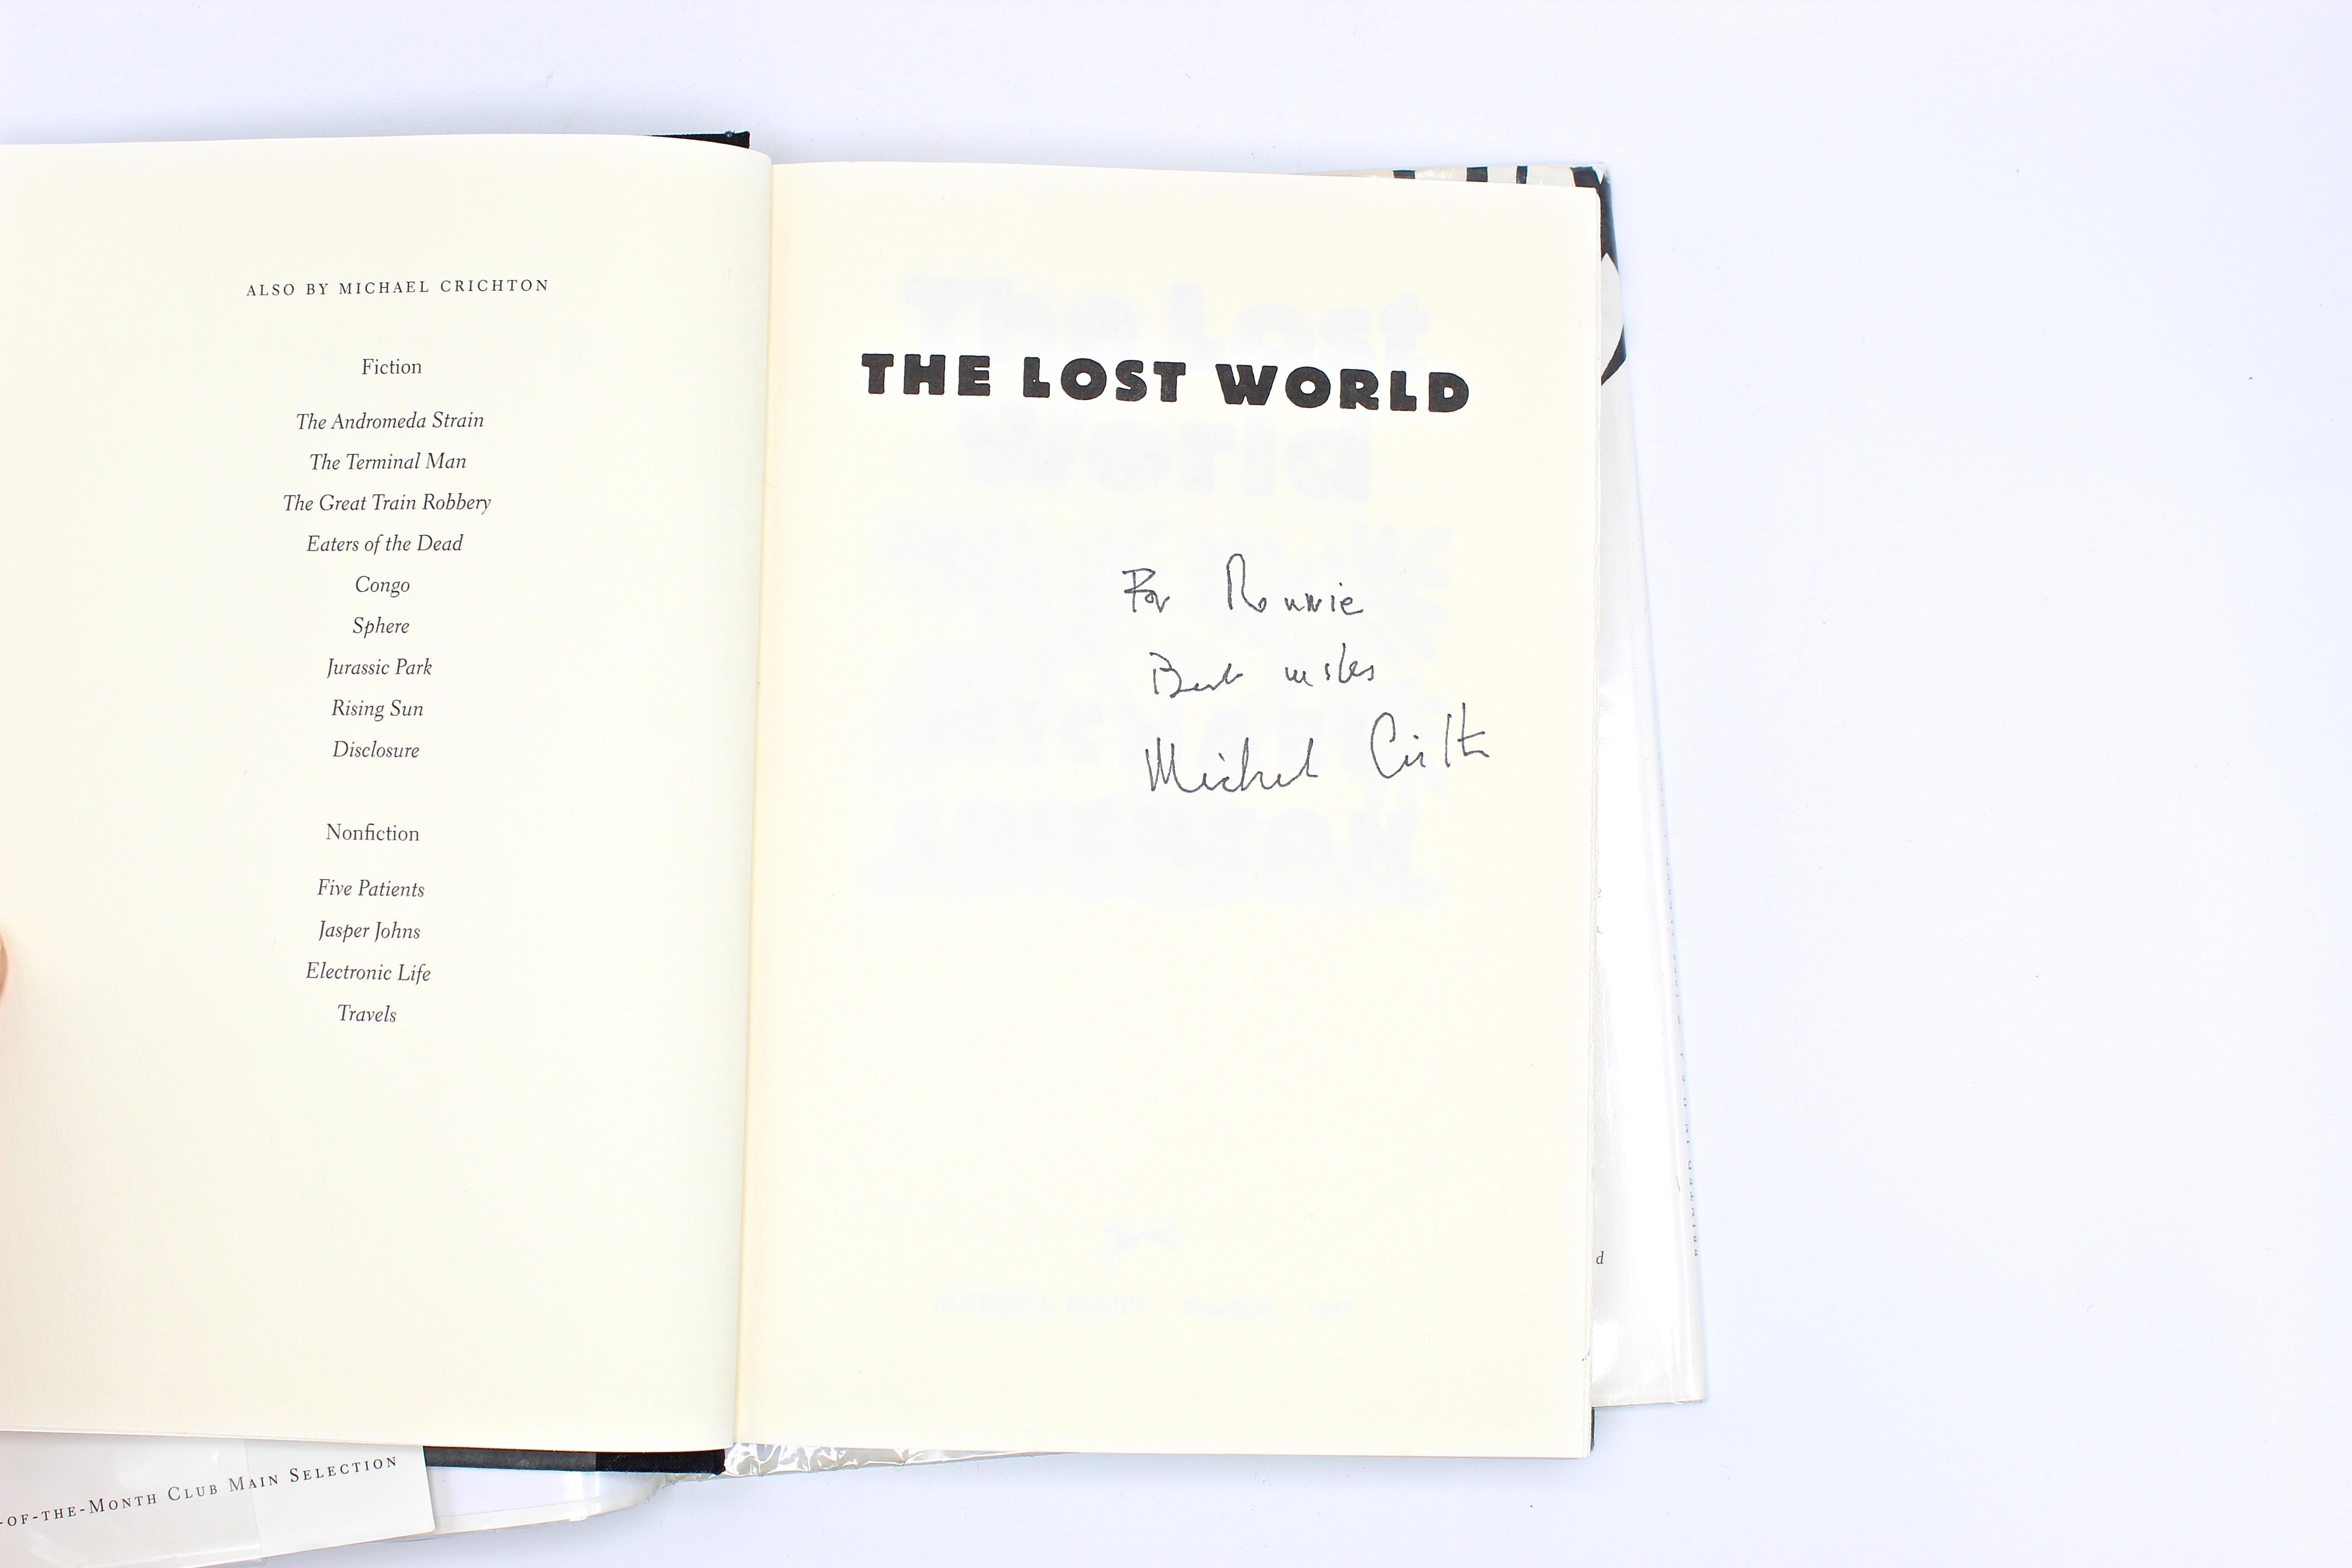 ALSO BY MICHAEL CRICHTON
Fiction
The Andromeda Strain
The Terminal Man
The Great Train Robbery
Eaters of the Dead
Congo
Sphere
Jurassic Park
Rising Sun
Disclosure
Nonfiction
Five Patients
Jasper Johns
Electronic Life
Travels
-OF-THE-MONTH CLUB MAIN SELECTION
THE LOST WORLD
For Ronnie
Best wishes
Michael Crichton
d
PRINTED IN